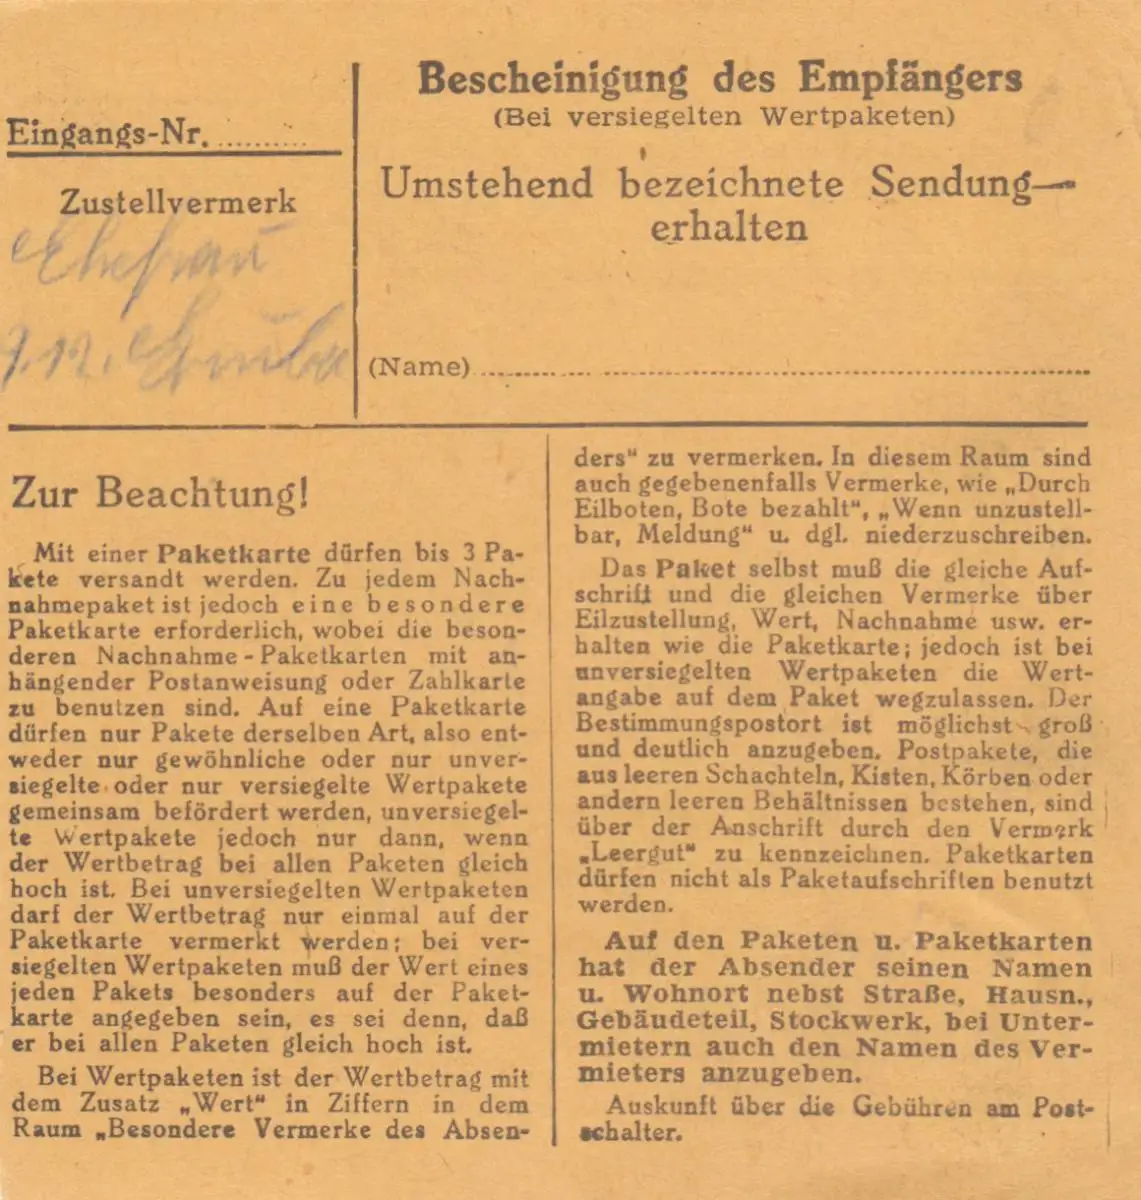 Eingangs-Nr. ..........
Zustellvermerk
Ehefrau
Bescheinigung des Empfängers
(Bei versiegelten Wertpaketen)
Umstehend bezeichnete Sendung—
erhalten
(Name) ........................................
Zur Beachtung!
Mit einer Paketkarte dürfen bis 3 Pa-
kete versandt werden. Zu jedem Nach-
nahmepaket ist jedoch eine besondere
Paketkarte erforderlich, wobei die beson-
deren Nachnahme-Paketkarten mit an-
hängender Postanweisung oder Zahlkarte
zu benutzen sind. Auf eine Paketkarte
dürfen nur Pakete derselben Art, also ent-
weder nur gewöhnliche oder nur unver-
siegelte oder nur versiegelte Wertpakete
gemeinsam befördert werden, unversiegel-
te Wertpakete jedoch nur dann, wenn
der Wertbetrag bei allen Paketen gleich
hoch ist. Bei unversiegelten Wertpaketen
darf der Wertbetrag nur einmal auf der
Paketkarte vermerkt werden; bei ver-
siegelten Wertpaketen muß der Wert eines
jeden Pakets besonders auf der Paket-
karte angegeben sein, es sei denn, daß
er bei allen Paketen gleich hoch ist.
Bei Wertpaketen ist der Wertbetrag mit
dem Zusatz „Wert“ in Ziffern in dem
Raum „Besondere Vermerke des Absen-
ders“ zu vermerken. In diesem Raum sind
auch gegebenenfalls Vermerke, wie „Durch
Eilboten, Bote bezahlt“, „Wenn unzustell-
bar, Meldung“ u. dgl. niederzuschreiben.
Das Paket selbst muß die gleiche Auf-
schrift und die gleichen Vermerke über
Eilzustellung, Wert, Nachnahme usw. er-
halten wie die Paketkarte; jedoch ist bei
unversiegelten Wertpaketen die Wert-
angabe auf dem Paket wegzulassen. Der
Bestimmungspostort ist möglichst groß
und deutlich anzugeben. Postpakete, die
aus leeren Schachteln, Kisten, Körben oder
andern leeren Behältnissen bestehen, sind
über der Anschrift durch den Vermerk
„Leergut“ zu kennzeichnen. Paketkarten
dürfen nicht als Paketaufschriften benutzt
werden.
Auf den Paketen u. Paketkarten
hat der Absender seinen Namen
u. Wohnort nebst Straße, Hausn.,
Gebäudeteil, Stockwerk, bei Unter-
mietern auch den Namen des Ver-
mieters anzugeben.
Auskunft über die Gebühren am Post-
schalter.